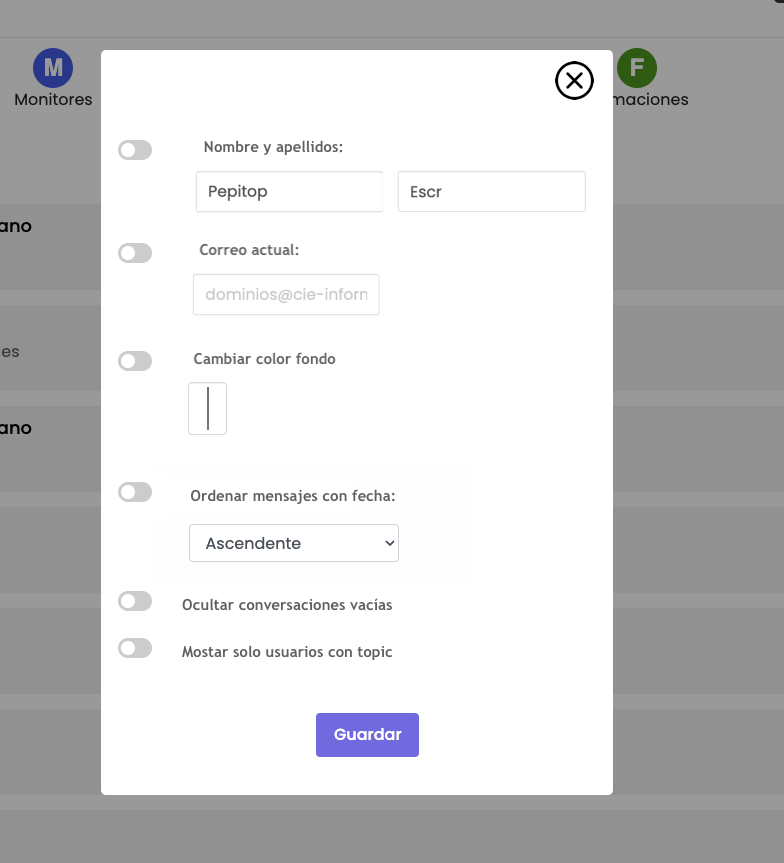 M
F
Monitores
maciones
Nombre y apellidos:
Pepitop
Escr
ano
Correo actual:
dominios@cie-inforn
es
Cambiar color fondo
ano
Ordenar mensajes con fecha:
Ascendente
Ocultar conversaciones vacías
Mostar solo usuarios con topic
Guardar